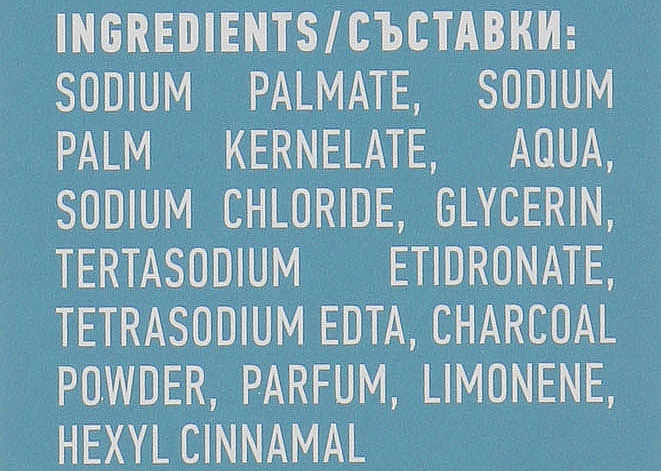 INGREDIENTS/СЪСТАВКИ:
SODIUM PALMATE, SODIUM
PALM KERNELATE, AQUA,
SODIUM CHLORIDE, GLYCERIN,
TERTASODIUM ETIDRONATE,
TETRASODIUM EDTA, CHARCOAL
POWDER, PARFUM, LIMONENE,
HEXYL CINNAMAL